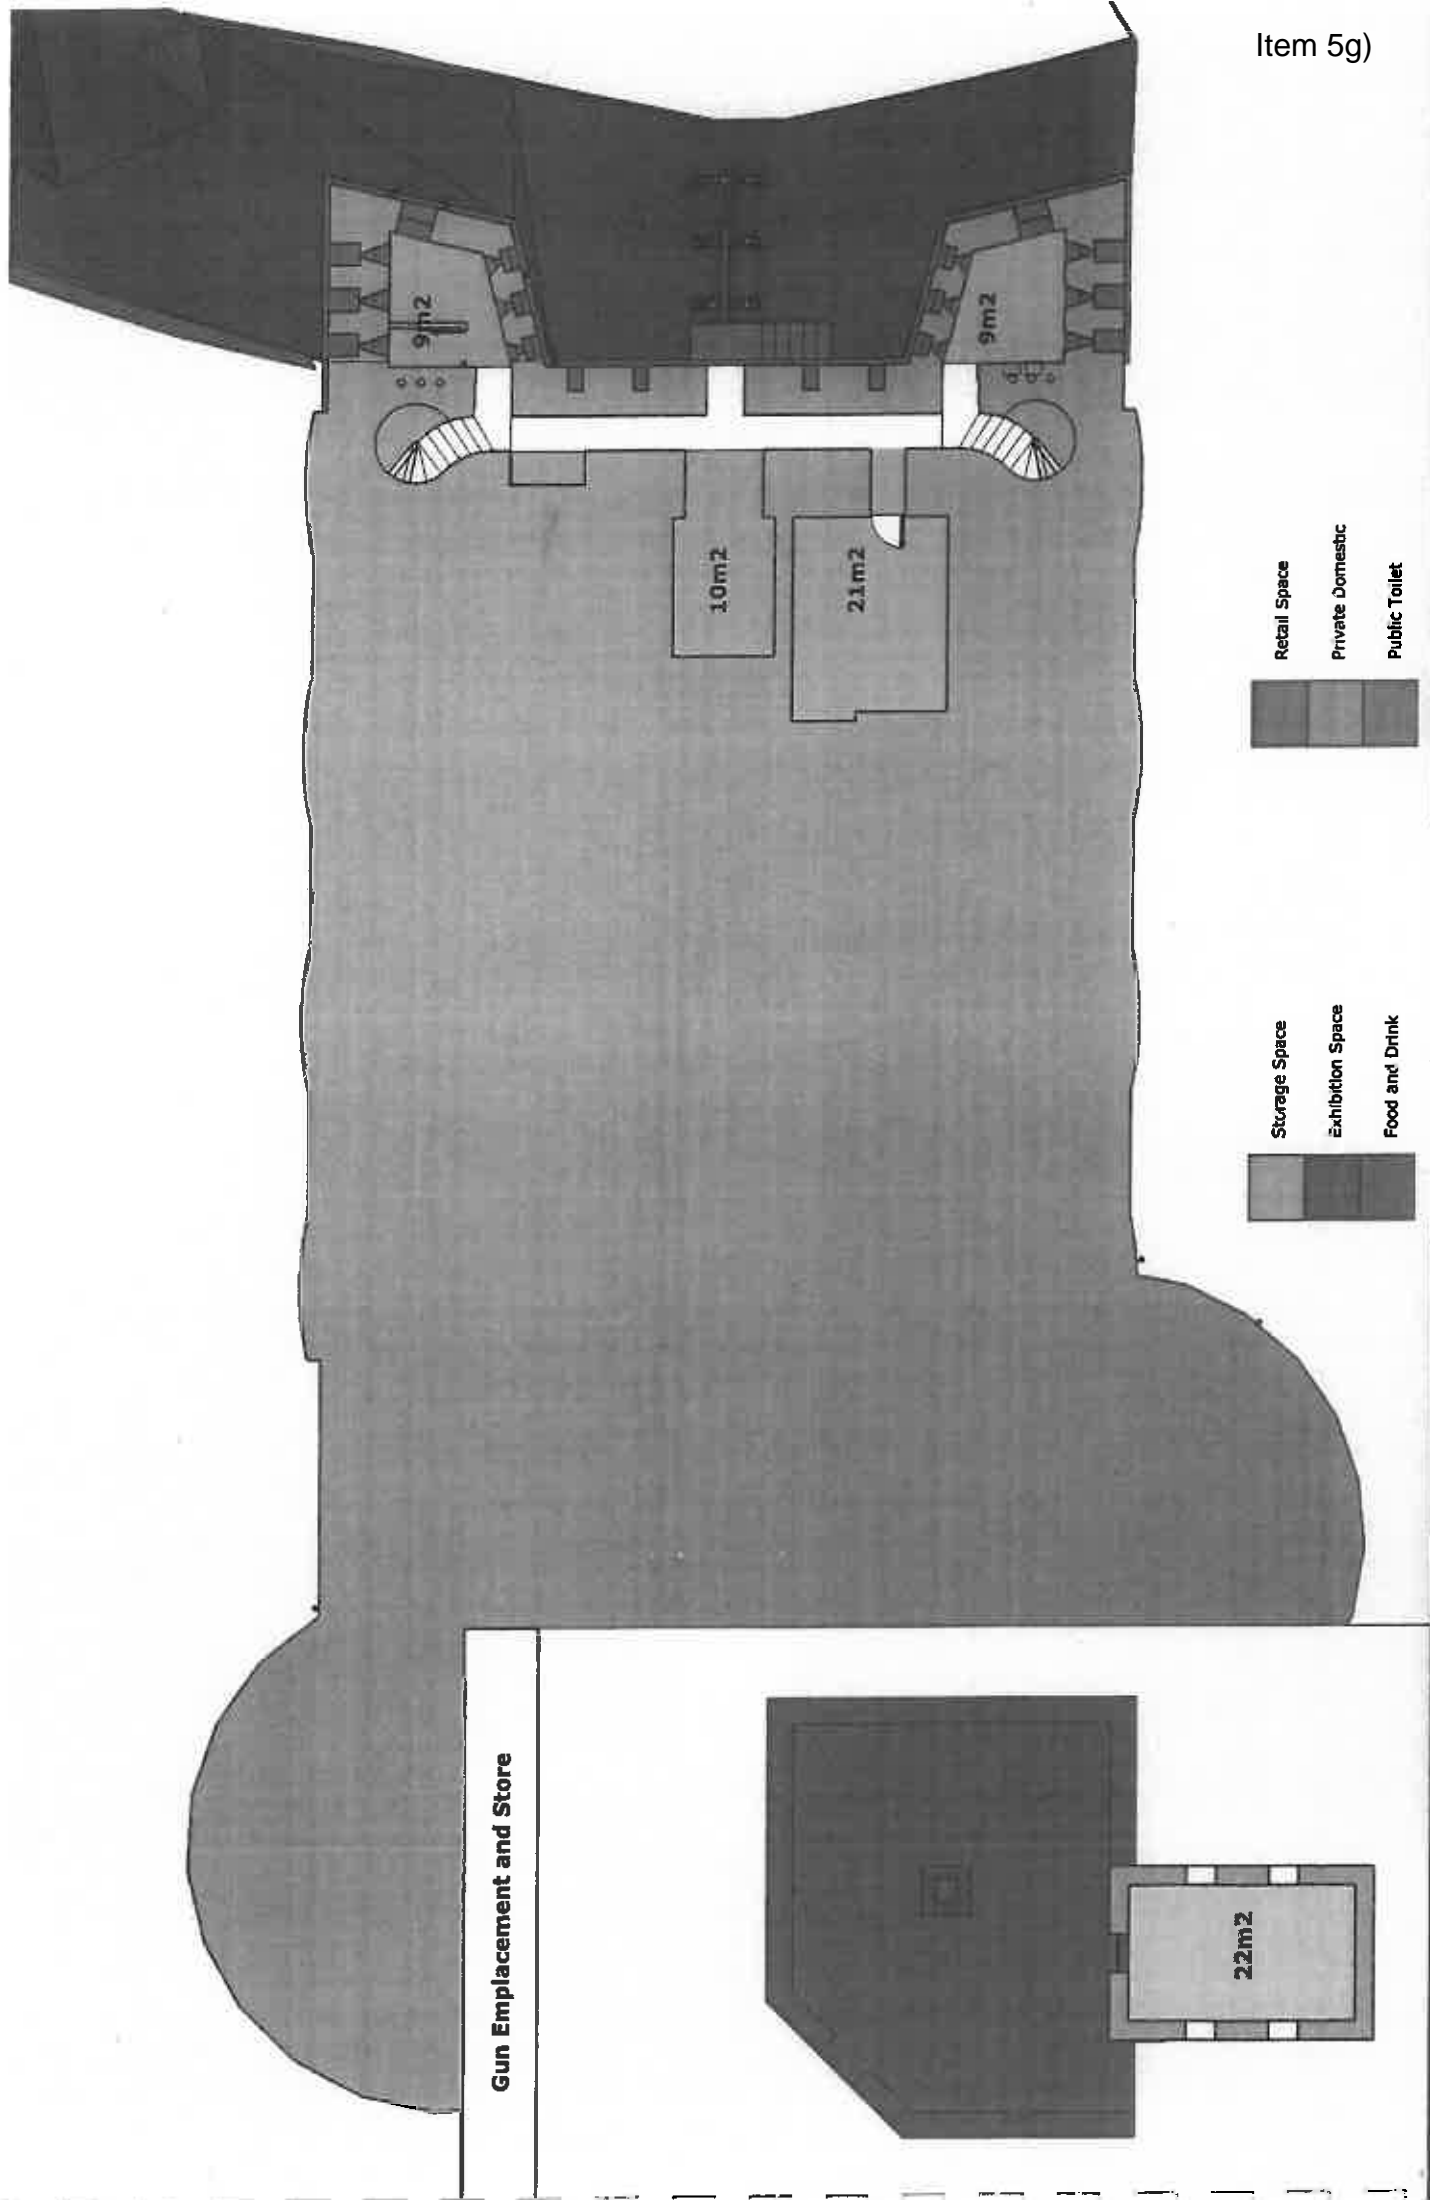 Item 5g)
9m2
9m2
10m2
21m2
Retail Space
Private Domestic
Public Toilet
Storage Space
Exhibition Space
Food and Drink
Gun Emplacement and Store
22m2